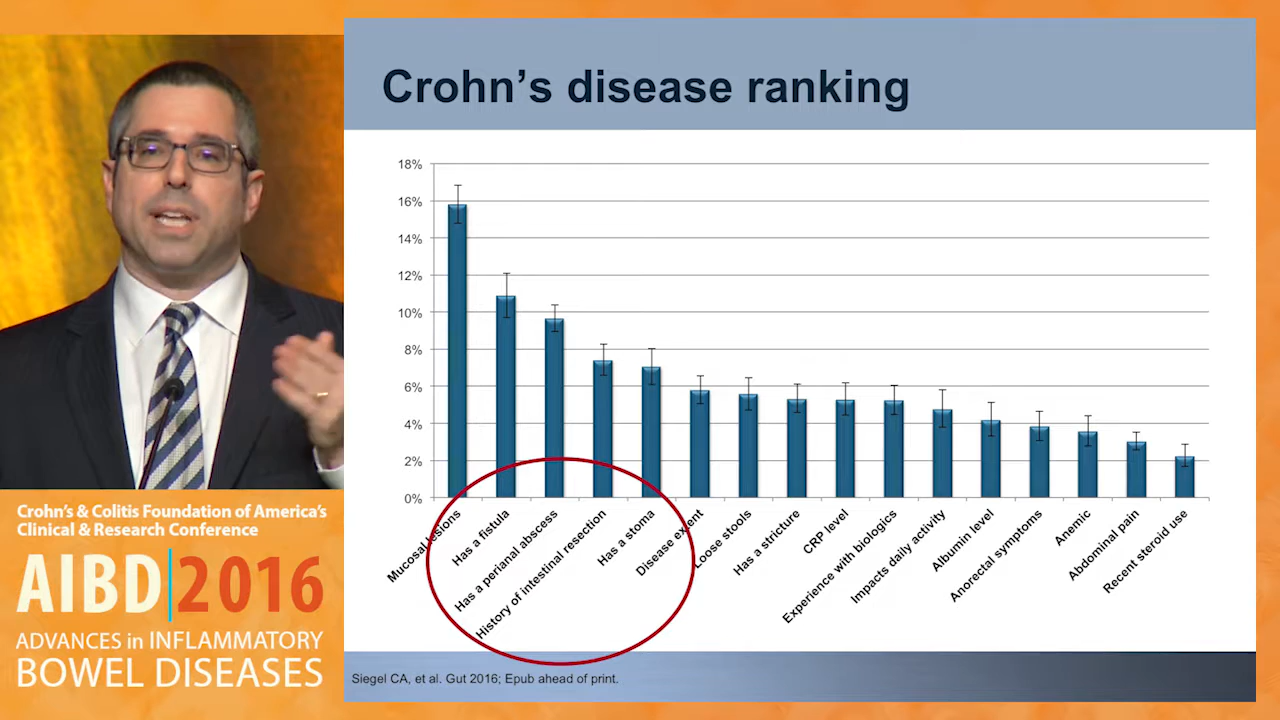 Crohn's disease ranking
18%
16%
14%
12%
10%
8%
6%
4%
2%
0%
Mucosal lesions
Has a fistula
Has a perianal abscess
History of intestinal resection
Has a stoma
Disease extent
Loose stools
Has a stricture
CRP level
Experience with biologics
Impacts daily activity
Albumin level
Anorectal symptoms
Anemic
Abdominal pain
Recent steroid use
Siegel CA, et al. Gut 2016; Epub ahead of print.
Crohn's & Colitis Foundation of America's
Clinical & Research Conference
AIBD|2016
ADVANCES in INFLAMMATORY
BOWEL DISEASES